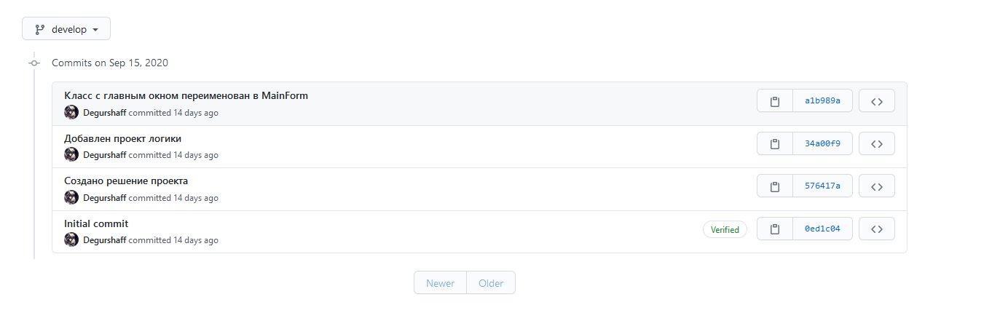 develop
Commits on Sep 15, 2020
Класс с главным окном переименован в MainForm
Degurshaff committed 14 days ago
a1b989a
Добавлен проект логики
Degurshaff committed 14 days ago
34a00f9
Создано решение проекта
Degurshaff committed 14 days ago
576417a
Initial commit
Degurshaff committed 14 days ago
Verified
0ed1c04
Newer Older